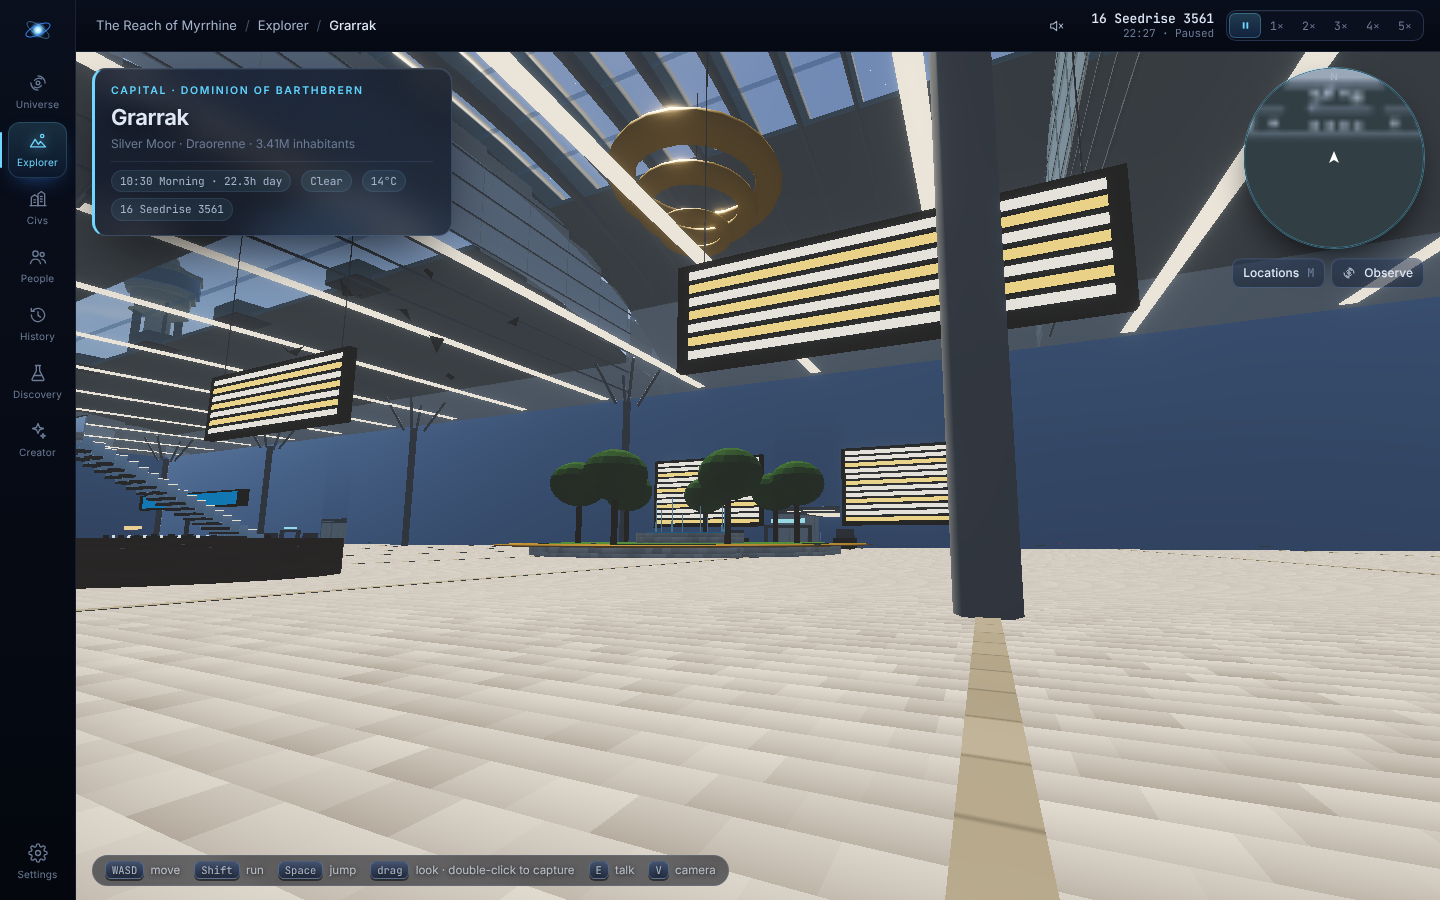 The Reach of Myrrhine / Explorer / Grarrak
16 Seedrise 3561
22:27 · Paused
1× 2× 3× 4× 5×
Universe
Explorer
Civs
People
History
Discovery
Creator
Settings
CAPITAL · DOMINION OF BARTHBRERN
Grarrak
Silver Moor · Draorenne · 3.41M inhabitants
10:30 Morning · 22.3h day
Clear
14°C
16 Seedrise 3561
N
Locations M
Observe
WASD move Shift run Space jump drag look · double-click to capture E talk V camera